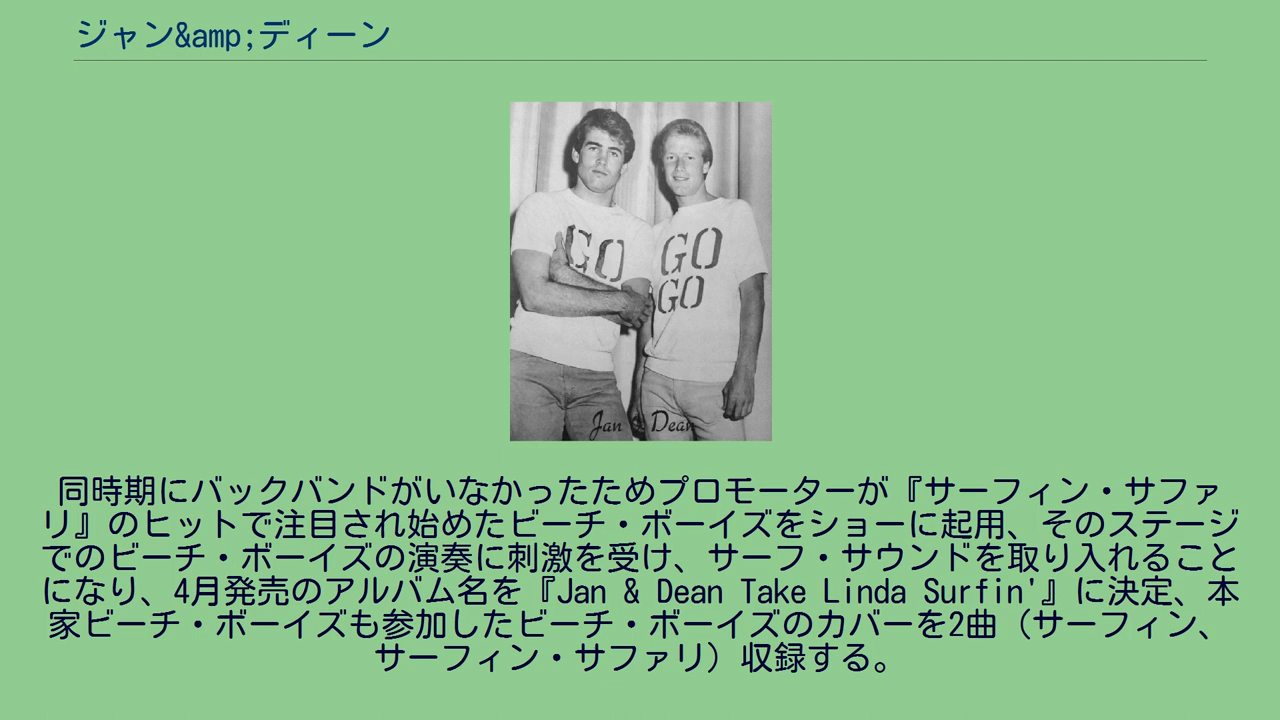 ジャン&amp;ディーン
GO
GO
GO
Jan & Dean
同時期にバックバンドがいなかったためプロモーターが『サーフィン・サファ
リ』のヒットで注目され始めたビーチ・ボーイズをショーに起用、そのステージ
でのビーチ・ボーイズの演奏に刺激を受け、サーフ・サウンドを取り入れること
になり、4月発売のアルバム名を『Jan & Dean Take Linda Surfin'』に決定、本
家ビーチ・ボーイズも参加したビーチ・ボーイズのカバーを2曲（サーフィン、
サーフィン・サファリ）収録する。